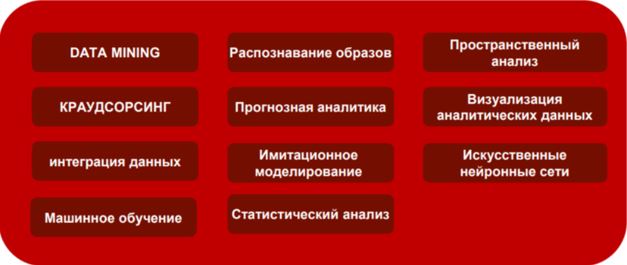 DATA MINING
КРАУДСОРСИНГ
интеграция данных
Машинное обучение
Распознавание образов
Прогнозная аналитика
Имитационное
моделирование
Статистический анализ
Пространственный
анализ
Визуализация
аналитических данных
Искусственные
нейронные сети